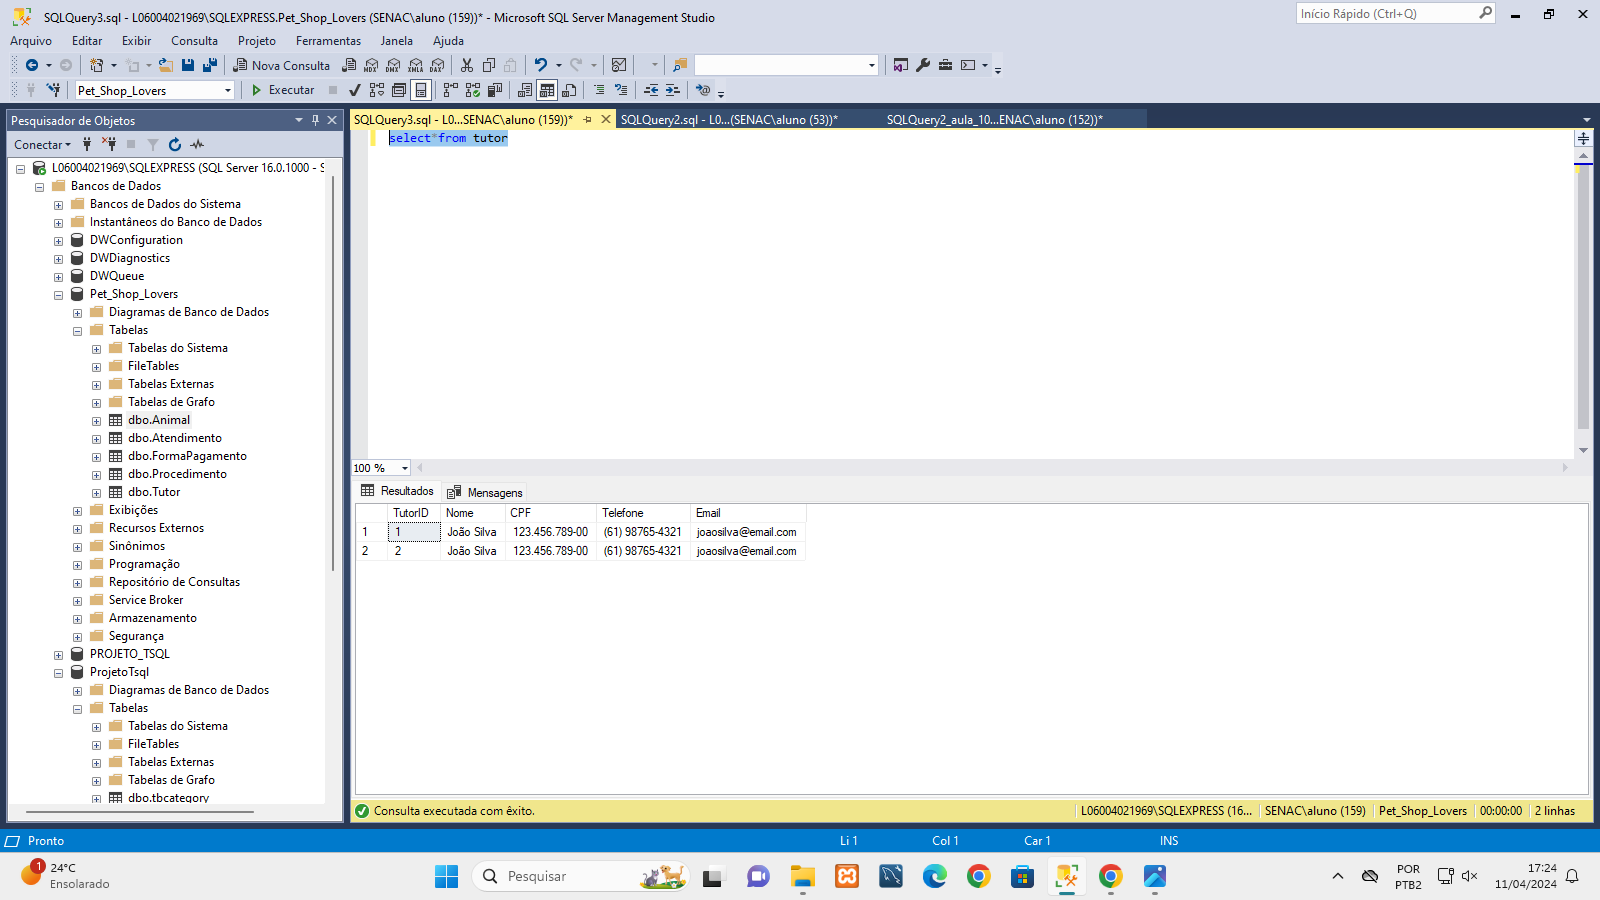 SQLQuery3.sql - L06004021969\SQLEXPRESS.Pet_Shop_Lovers (SENAC\aluno (159))* - Microsoft SQL Server Management Studio
Início Rápido (Ctrl+Q)
Arquivo Editar Exibir Consulta Projeto Ferramentas Janela Ajuda
Nova Consulta MDX DMX XMLA DAX
Pet_Shop_Lovers Executar
Pesquisador de Objetos
SQLQuery3.sql - L0...SENAC\aluno (159))* SQLQuery2.sql - L0...(SENAC\aluno (53))* SQLQuery2_aula_10...ENAC\aluno (152))*
Conectar
select*from tutor
L06004021969\SQLEXPRESS (SQL Server 16.0.1000 - S
Bancos de Dados
Bancos de Dados do Sistema
Instantâneos do Banco de Dados
DWConfiguration
DWDiagnostics
DWQueue
Pet_Shop_Lovers
Diagramas de Banco de Dados
Tabelas
Tabelas do Sistema
FileTables
Tabelas Externas
Tabelas de Grafo
dbo.Animal
dbo.Atendimento
dbo.FormaPagamento
dbo.Procedimento
dbo.Tutor
Exibições
Recursos Externos
Sinônimos
Programação
Repositório de Consultas
Service Broker
Armazenamento
Segurança
PROJETO_TSQL
ProjetoTsql
Diagramas de Banco de Dados
Tabelas
Tabelas do Sistema
FileTables
Tabelas Externas
Tabelas de Grafo
dbo.tbcategory
100 %
Resultados Mensagens
TutorID Nome CPF Telefone Email
1 1 João Silva 123.456.789-00 (61) 98765-4321 joaosilva@email.com
2 2 João Silva 123.456.789-00 (61) 98765-4321 joaosilva@email.com
Consulta executada com êxito.
L06004021969\SQLEXPRESS (16... SENAC\aluno (159) Pet_Shop_Lovers 00:00:00 2 linhas
Pronto Li 1 Col 1 Car 1 INS
1
24°C
Ensolarado
Pesquisar
POR
PTB2
17:24
11/04/2024